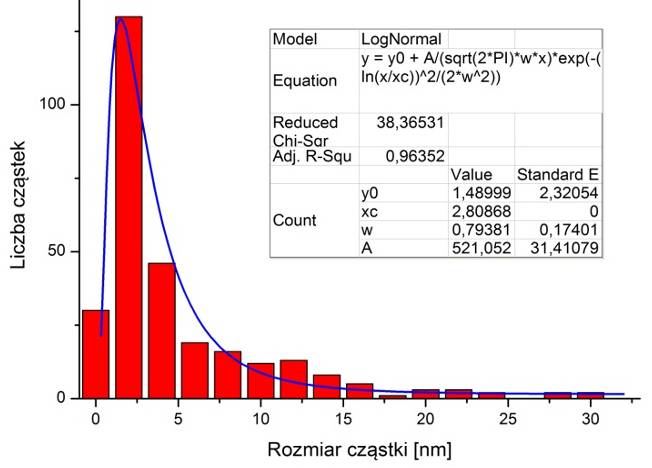 Model LogNormal
Equation y = y0 + A/(sqrt(2*PI)*w*x)*exp(-(
ln(x/xc))^2/(2*w^2))
Reduced 38,36531
Chi-Sqr
Adj. R-Squ 0,96352
Value Standard E
Count y0 1,48999 2,32054
xc 2,80868 0
w 0,79381 0,17401
A 521,052 31,41079
Liczba cząstek
100
50
0
0 5 10 15 20 25 30
Rozmiar cząstki [nm]